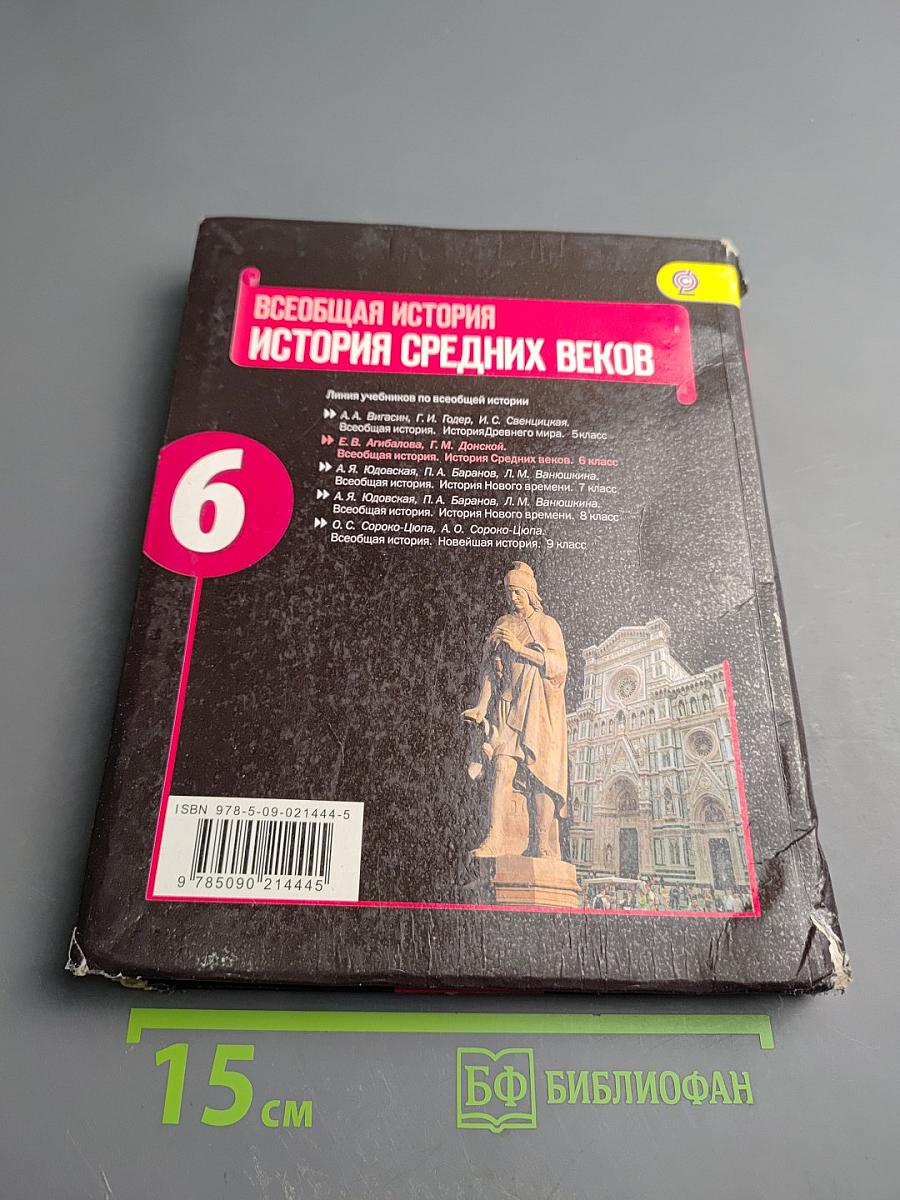 ВСЕОБЩАЯ ИСТОРИЯ
ИСТОРИЯ СРЕДНИХ ВЕКОВ
Линия учебников по всеобщей истории
А.А. Вигасин, Г.И. Годер, И.С. Свенцицкая.
Всеобщая история. История Древнего мира. 5 класс
Е.В. Агибалова, Г.М. Донской.
Всеобщая история. История Средних веков. 6 класс
А.Я. Юдовская, П.А. Баранов, Л.М. Ванюшкина.
Всеобщая история. История Нового времени. 7 класс
А.Я. Юдовская, П.А. Баранов, Л.М. Ванюшкина.
Всеобщая история. История Нового времени. 8 класс
О.С. Сороко-Цюпа, А.О. Сороко-Цюпа.
Всеобщая история. Новейшая история. 9 класс
6
ISBN 978-5-09-021444-5
9 785090 214445
15 см
БФ БИБЛИОФАН